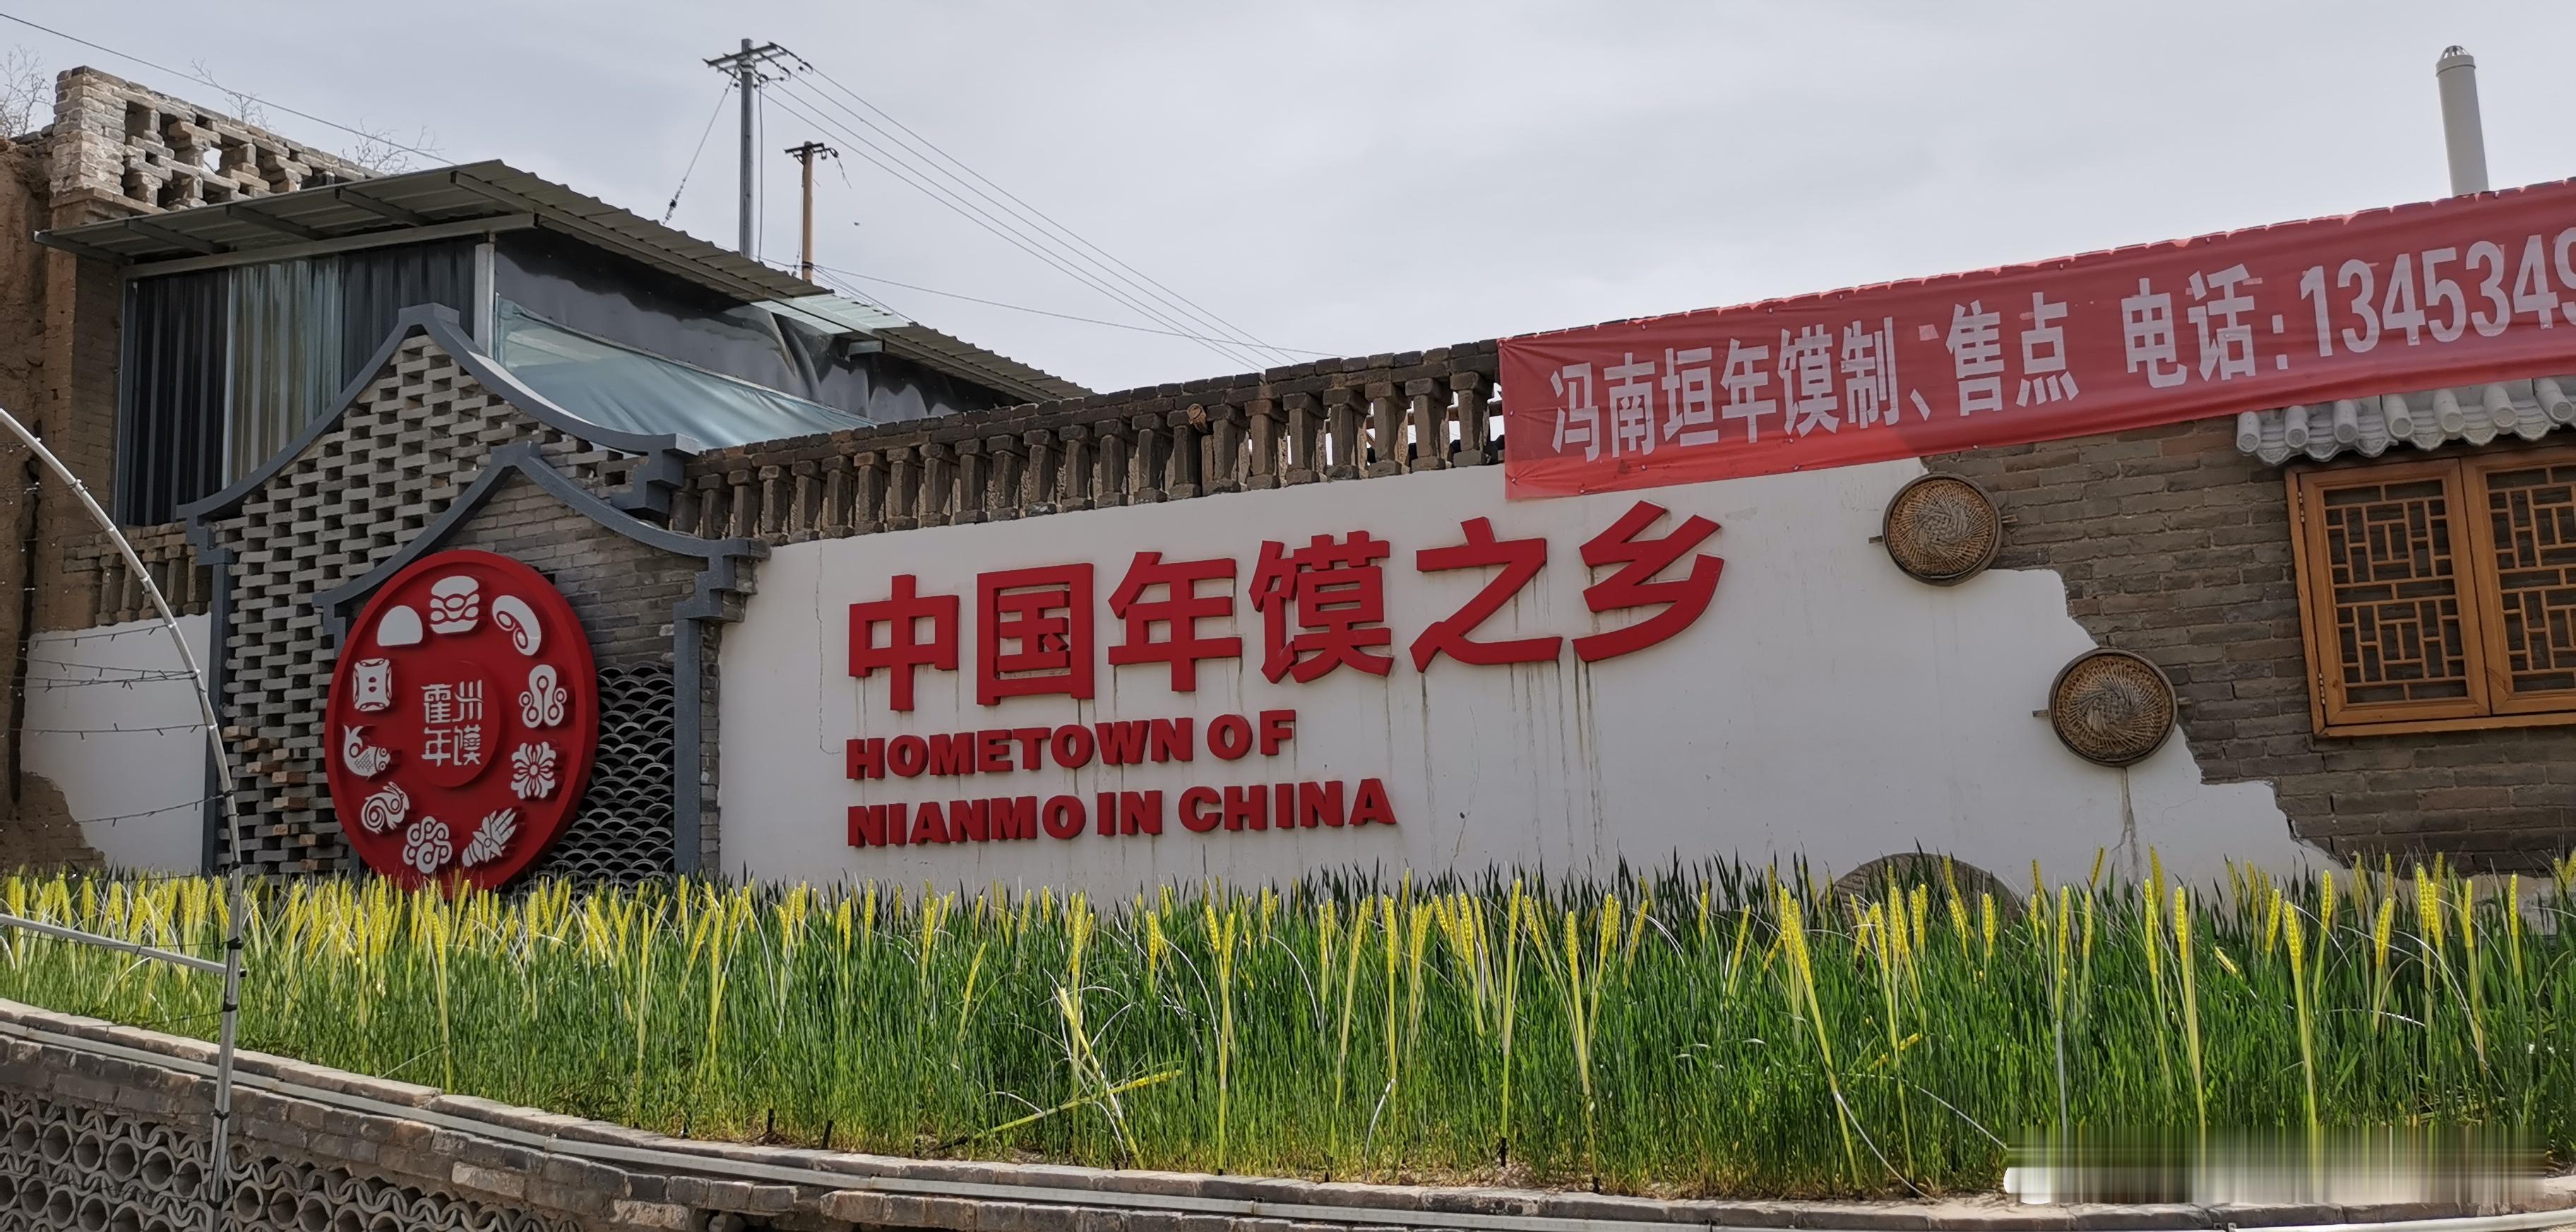 冯南垣年馍制、售点 电话:1345349
中国年馍之乡
HOMETOWN OF
NIANMO IN CHINA
霍州
年馍